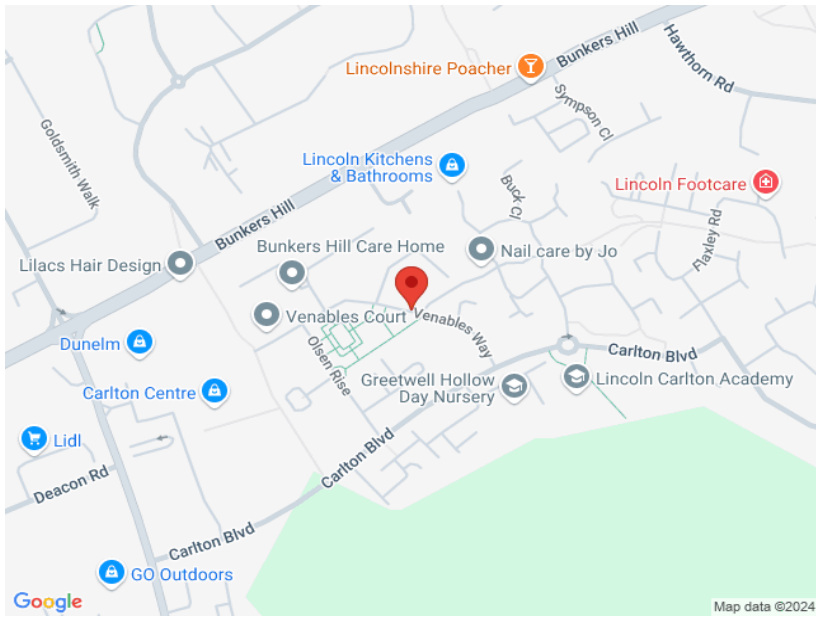 Bunkers Hill
Hawthorn Rd
Lincolnshire Poacher
Sympson Cl
Goldsmith Walk
Lincoln Kitchens
& Bathrooms
Buck Cl
Lincoln Footcare
Flaxley Rd
Bunkers Hill
Bunkers Hill Care Home
Nail care by Jo
Lilacs Hair Design
Venables Court
Venables Way
Dunelm
Olsen Rise
Carlton Blvd
Carlton Centre
Greetwell Hollow
Day Nursery
Lincoln Carlton Academy
Lidl
Deacon Rd
Carlton Blvd
Carlton Blvd
GO Outdoors
Google
Map data ©2024